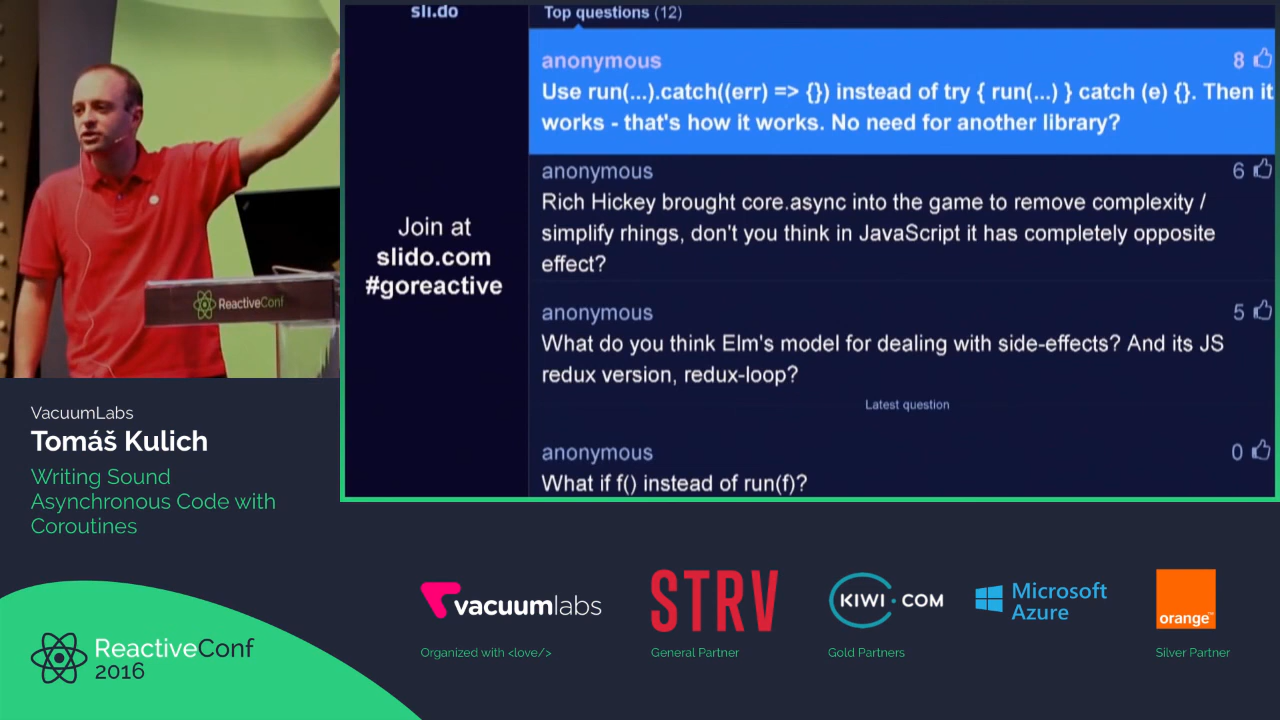 sli.do
Top questions (12)
anonymous
8
Use run(...).catch((err) => {}) instead of try { run(...) } catch (e) {}. Then it
works - that's how it works. No need for another library?
anonymous
6
Rich Hickey brought core.async into the game to remove complexity /
simplify rhings, don't you think in JavaScript it has completely opposite
effect?
Join at
slido.com
#goreactive
anonymous
5
What do you think Elm's model for dealing with side-effects? And its JS
redux version, redux-loop?
Latest question
anonymous
0
What if f() instead of run(f)?
ReactiveConf
VacuumLabs
Tomáš Kulich
Writing Sound
Asynchronous Code with
Coroutines
ReactiveConf
2016
vacuumlabs
Organized with <love/>
STRV
General Partner
KIWI.COM
Gold Partners
Microsoft
Azure
orange™
Silver Partner